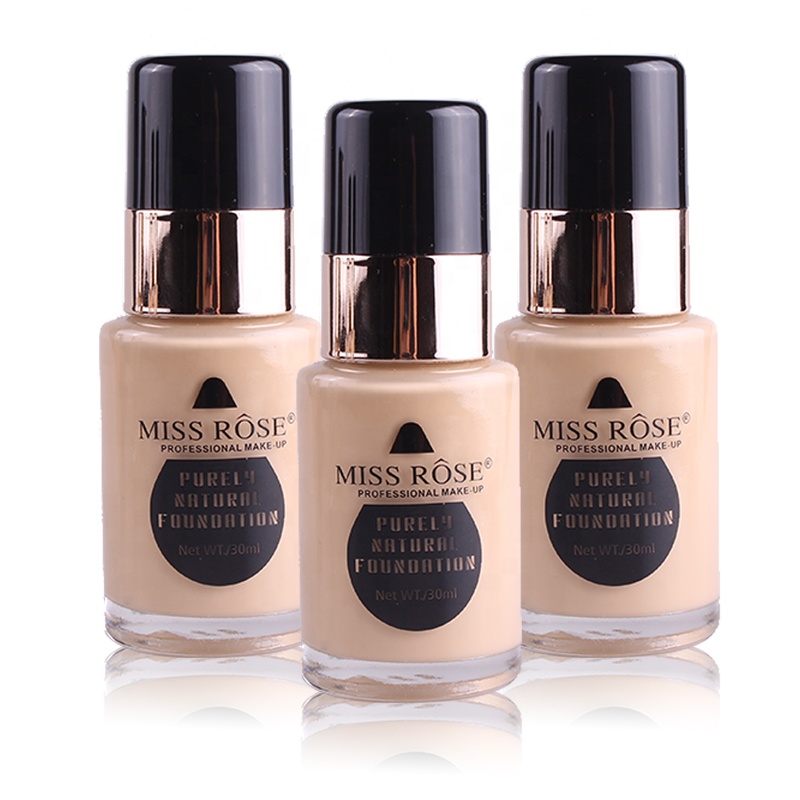 MISS RÔSE®
PROFESSIONAL MAKE-UP
PURELY
NATURAL
FOUNDATION
Net WT./30ml
MISS RÔSE®
PROFESSIONAL MAKE-UP
PURELY
NATURAL
FOUNDATION
Net WT./30ml
MISS RÔSE®
PROFESSIONAL MAKE-UP
PURELY
NATURAL
FOUNDATION
Net WT./30ml